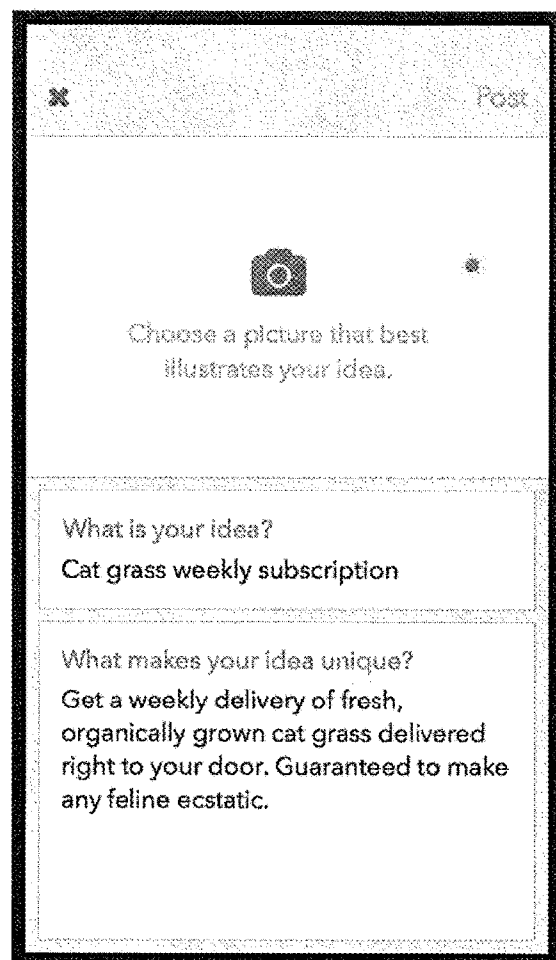 ✖ Post
Choose a picture that best
illustrates your idea.
What is your idea?
Cat grass weekly subscription
What makes your idea unique?
Get a weekly delivery of fresh,
organically grown cat grass delivered
right to your door. Guaranteed to make
any feline ecstatic.